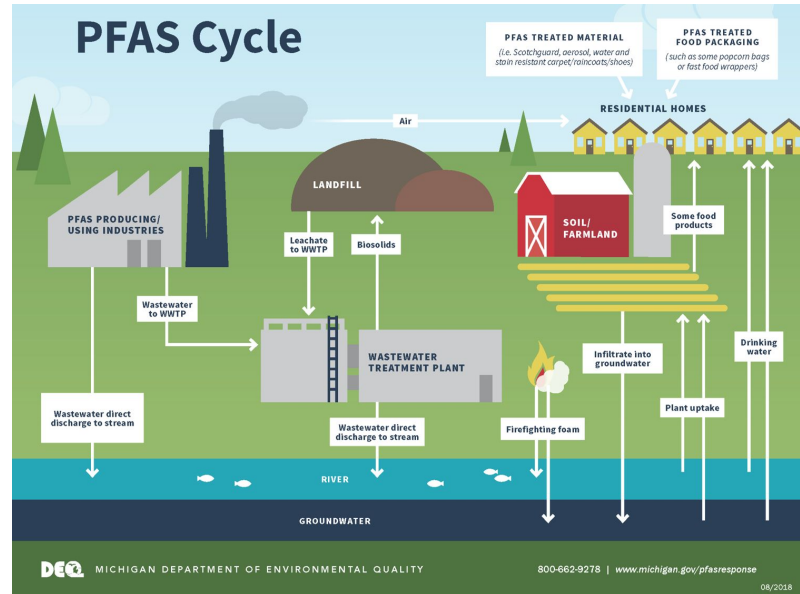 PFAS Cycle
PFAS TREATED MATERIAL
(i.e. Scotchguard, aerosol, water and
stain resistant carpet/raincoats/shoes)
PFAS TREATED
FOOD PACKAGING
(such as some popcorn bags
or fast food wrappers)
RESIDENTIAL HOMES
Air
LANDFILL
PFAS PRODUCING/
USING INDUSTRIES
SOIL/
FARMLAND
Some food
products
Leachate
to WWTP
Biosolids
Wastewater
to WWTP
WASTEWATER
TREATMENT PLANT
Infiltrate into
groundwater
Drinking
water
Plant uptake
Wastewater direct
discharge to stream
Wastewater direct
discharge to stream
Firefighting foam
RIVER
GROUNDWATER
DEQ MICHIGAN DEPARTMENT OF ENVIRONMENTAL QUALITY
800-662-9278 | www.michigan.gov/pfasresponse
08/2018